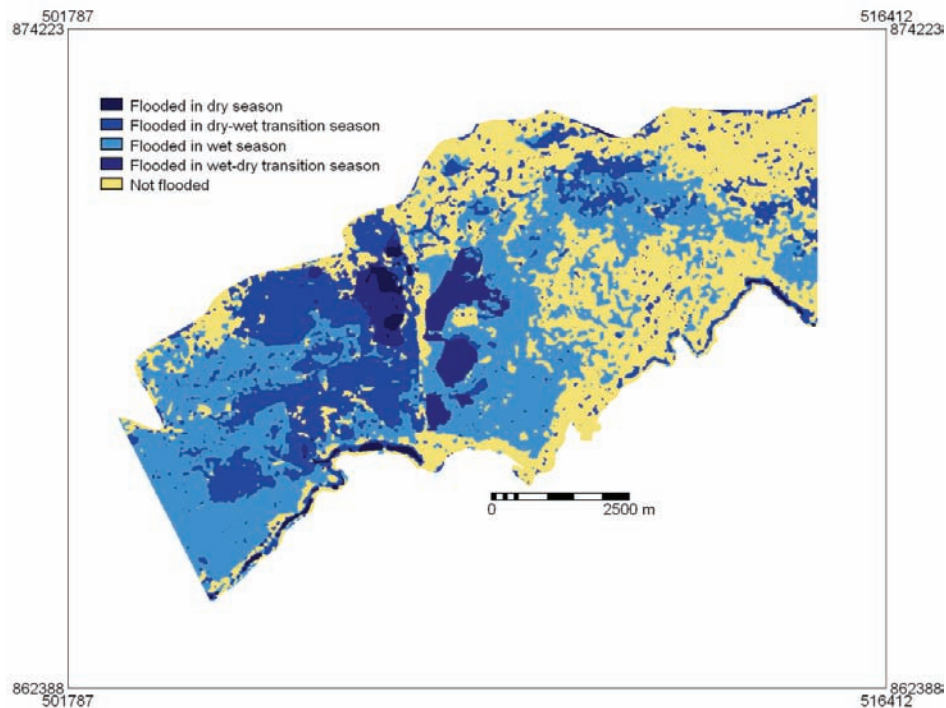 501787 516412
874223 874223
Flooded in dry season
Flooded in dry-wet transition season
Flooded in wet season
Flooded in wet-dry transition season
Not flooded
0 2500 m
862388 862388
501787 516412